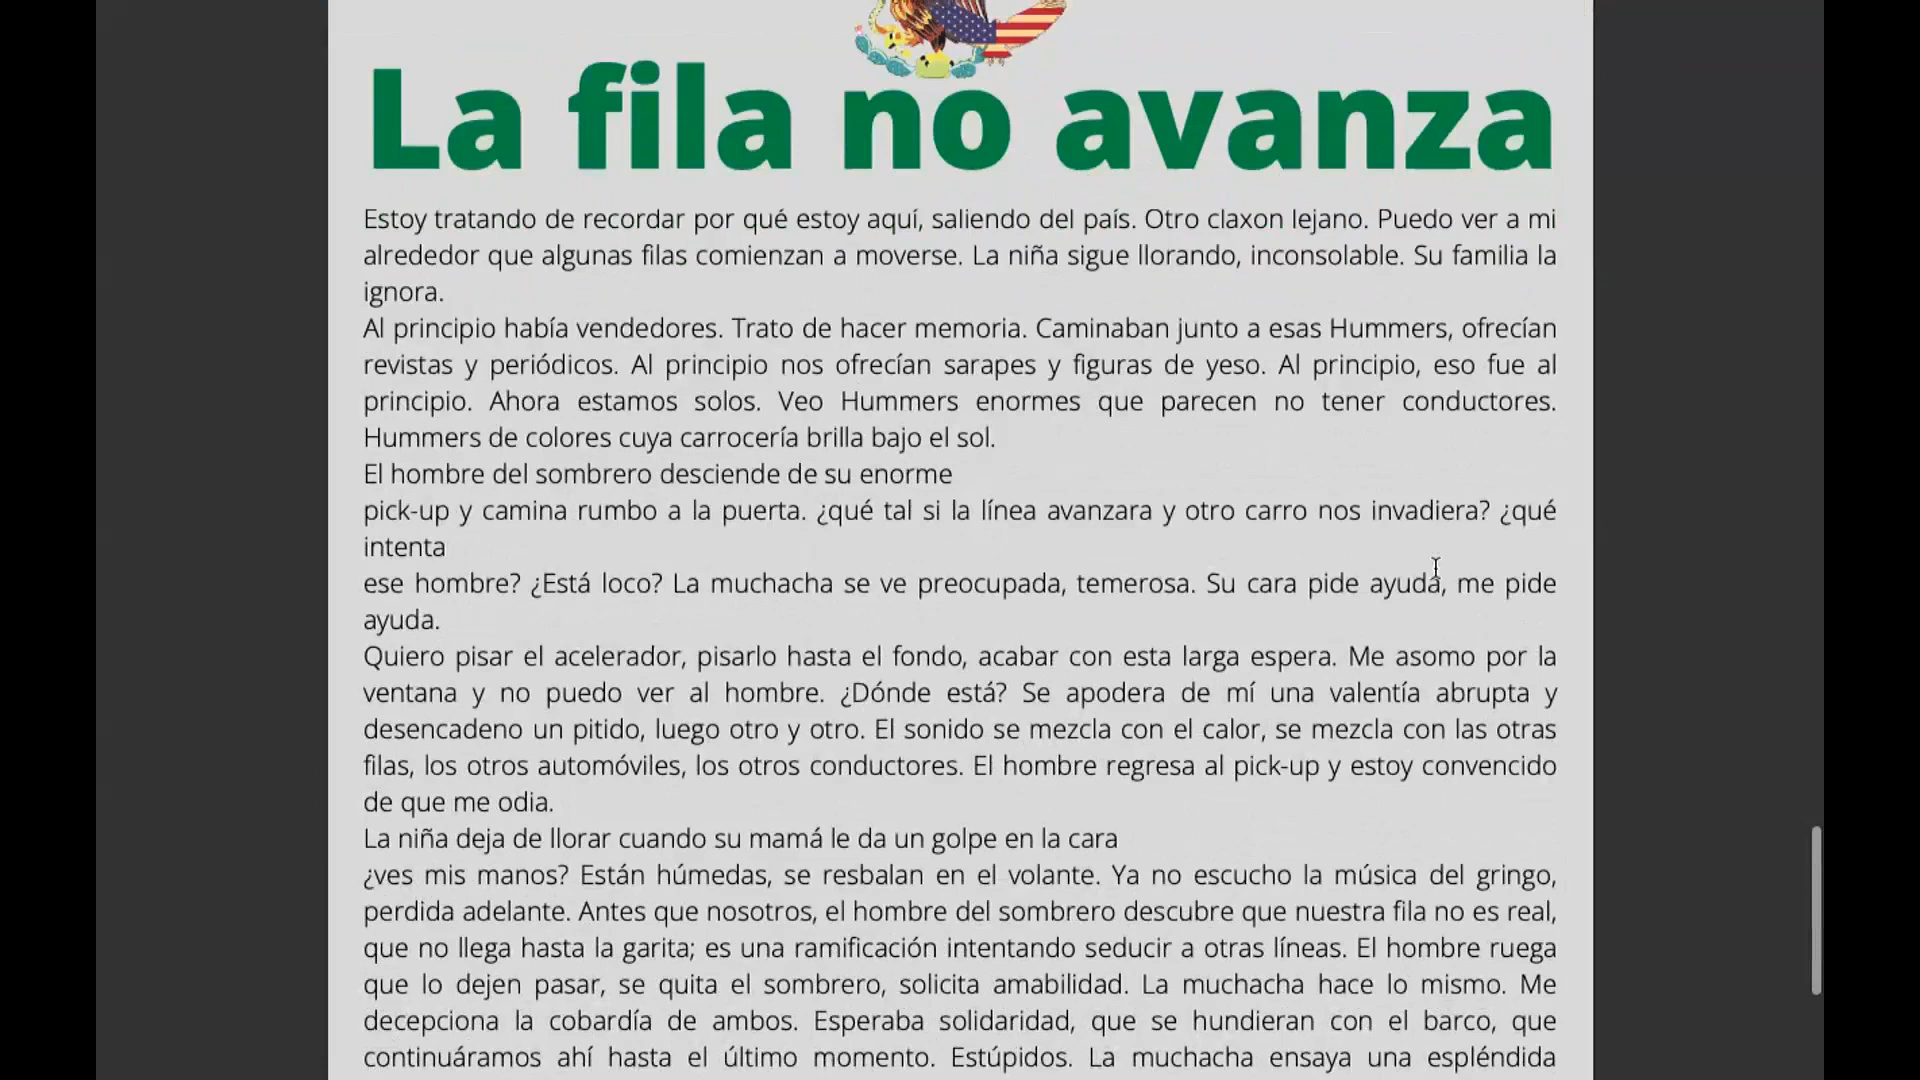 La fila no avanza
Estoy tratando de recordar por qué estoy aquí, saliendo del país. Otro claxon lejano. Puedo ver a mi
alrededor que algunas filas comienzan a moverse. La niña sigue llorando, inconsolable. Su familia la
ignora.
Al principio había vendedores. Trato de hacer memoria. Caminaban junto a esas Hummers, ofrecían
revistas y periódicos. Al principio nos ofrecían sarapes y figuras de yeso. Al principio, eso fue al
principio. Ahora estamos solos. Veo Hummers enormes que parecen no tener conductores.
Hummers de colores cuya carrocería brilla bajo el sol.
El hombre del sombrero desciende de su enorme
pick-up y camina rumbo a la puerta. ¿qué tal si la línea avanzara y otro carro nos invadiera? ¿qué
intenta
ese hombre? ¿Está loco? La muchacha se ve preocupada, temerosa. Su cara pide ayuda, me pide
ayuda.
Quiero pisar el acelerador, pisarlo hasta el fondo, acabar con esta larga espera. Me asomo por la
ventana y no puedo ver al hombre. ¿Dónde está? Se apodera de mí una valentía abrupta y
desencadeno un pitido, luego otro y otro. El sonido se mezcla con el calor, se mezcla con las otras
filas, los otros automóviles, los otros conductores. El hombre regresa al pick-up y estoy convencido
de que me odia.
La niña deja de llorar cuando su mamá le da un golpe en la cara
¿ves mis manos? Están húmedas, se resbalan en el volante. Ya no escucho la música del gringo,
perdida adelante. Antes que nosotros, el hombre del sombrero descubre que nuestra fila no es real,
que no llega hasta la garita; es una ramificación intentando seducir a otras líneas. El hombre ruega
que lo dejen pasar, se quita el sombrero, solicita amabilidad. La muchacha hace lo mismo. Me
decepciona la cobardía de ambos. Esperaba solidaridad, que se hundieran con el barco, que
continuáramos ahí hasta el último momento. Estúpidos. La muchacha ensaya una espléndida